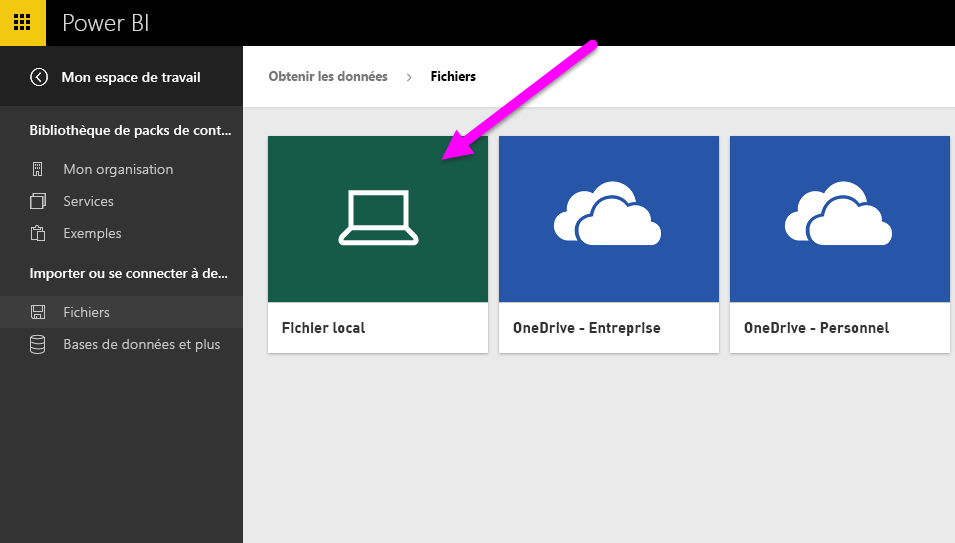 Power BI
Mon espace de travail
Bibliothèque de packs de cont...
Mon organisation
Services
Exemples
Importer ou se connecter à de...
Fichiers
Bases de données et plus
Obtenir les données > Fichiers
Fichier local
OneDrive - Entreprise
OneDrive - Personnel